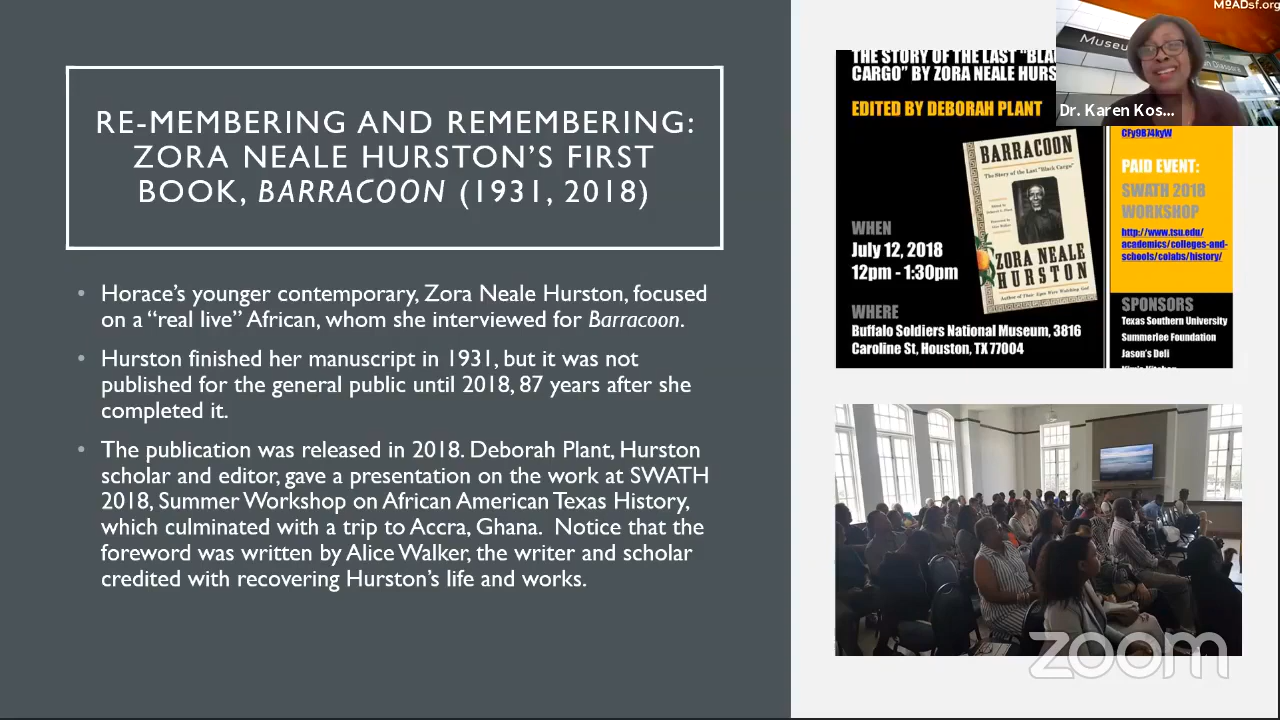 RE-MEMBERING AND REMEMBERING:
ZORA NEALE HURSTON'S FIRST
BOOK, BARRACOON (1931, 2018)
• Horace's younger contemporary, Zora Neale Hurston, focused
on a "real live" African, whom she interviewed for Barracoon.
• Hurston finished her manuscript in 1931, but it was not
published for the general public until 2018, 87 years after she
completed it.
• The publication was released in 2018. Deborah Plant, Hurston
scholar and editor, gave a presentation on the work at SWATH
2018, Summer Workshop on African American Texas History,
which culminated with a trip to Accra, Ghana. Notice that the
foreword was written by Alice Walker, the writer and scholar
credited with recovering Hurston's life and works.
THE STORY OF THE LAST "BLA
CARGO" BY ZORA NEALE HURS
EDITED BY DEBORAH PLANT
BARRACOON
The Story of the Last "Black Cargo"
ZORA NEALE
HURSTON
Author of Their Eyes Were Watching God
WHEN
July 12, 2018
12pm - 1:30pm
WHERE
Buffalo Soldiers National Museum, 3816
Caroline St, Houston, TX 77004
CFy9B74kyW
PAID EVENT:
SWATH 2018
WORKSHOP
http://www.tsu.edu/
academics/colleges-and-
schools/colabs/history/
SPONSORS
Texas Southern University
Summerlee Foundation
Jason's Deli
MoADsf.org
Museu
Dr. Karen Kos...
zoom